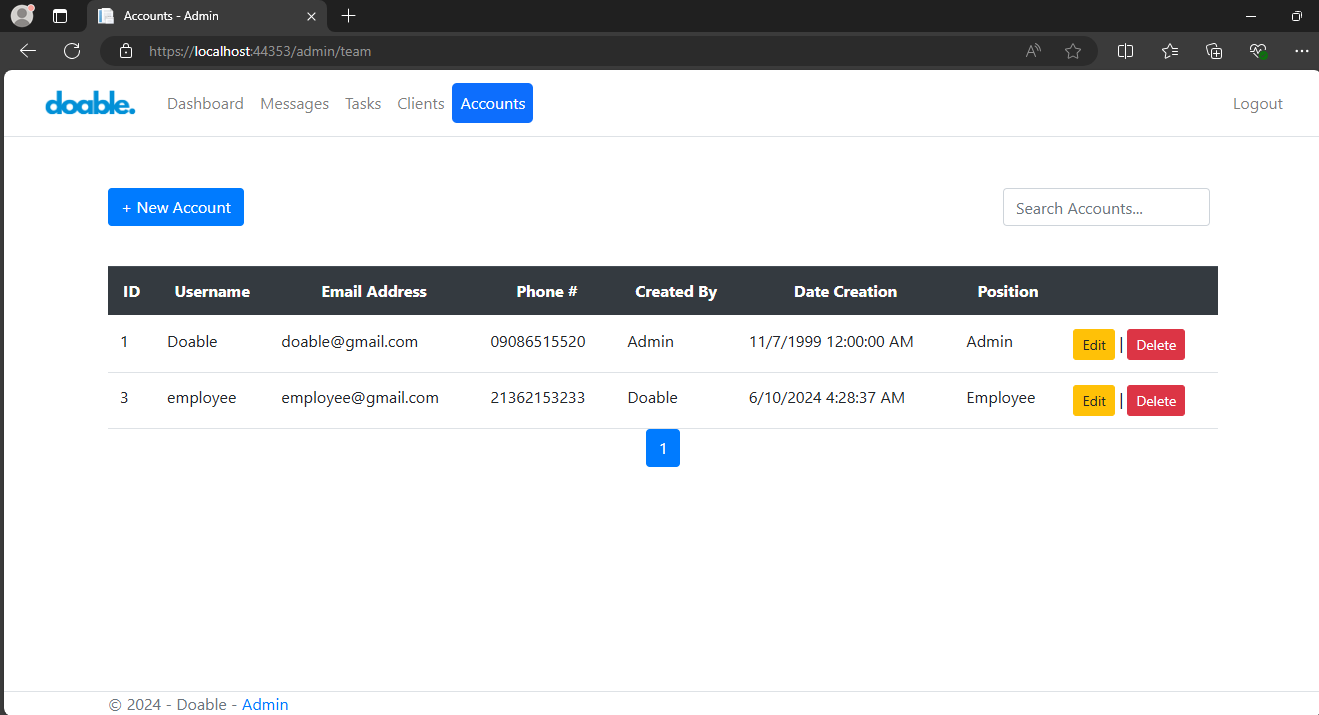 Accounts - Admin
https://localhost:44353/admin/team
doable. Dashboard Messages Tasks Clients Accounts Logout
+ New Account Search Accounts...
ID Username Email Address Phone # Created By Date Creation Position
1 Doable doable@gmail.com 09086515520 Admin 11/7/1999 12:00:00 AM Admin Edit | Delete
3 employee employee@gmail.com 21362153233 Doable 6/10/2024 4:28:37 AM Employee Edit | Delete
1
© 2024 - Doable - Admin